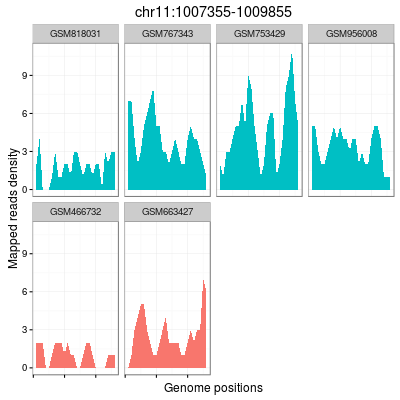 chr11:1007355-1009855
GSM818031 GSM767343 GSM753429 GSM956008
9
6
3
0
GSM466732 GSM663427
9
6
3
0
Mapped reads density
Genome positions